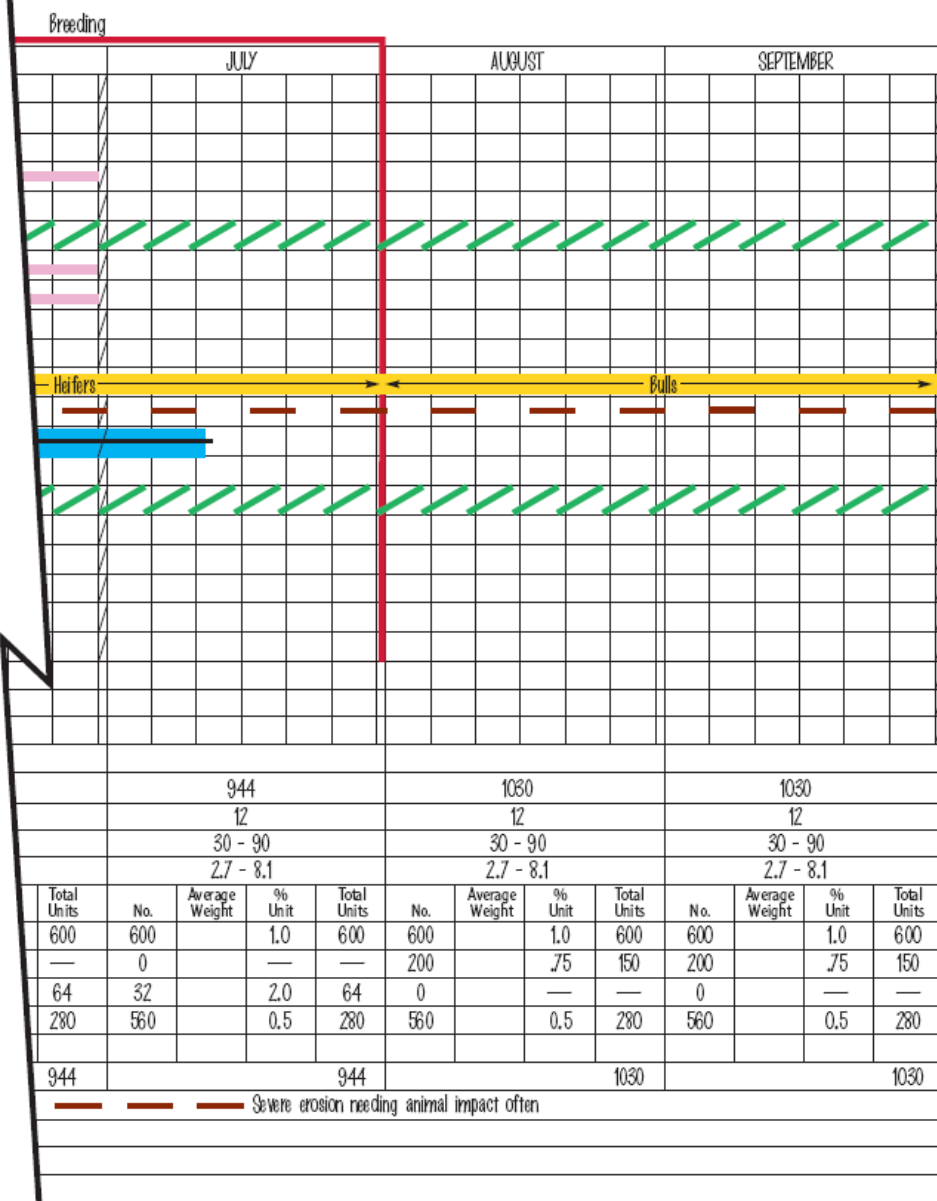 Breeding
JULY AUGUST SEPTEMBER
Heifers Bulls
944 1030 1030
12 12 12
30 - 90 30 - 90 30 - 90
2.7 - 8.1 2.7 - 8.1 2.7 - 8.1
Total Units No. Average Weight % Unit Total Units No. Average Weight % Unit Total Units No. Average Weight % Unit Total Units
600 600 1.0 600 600 1.0 600 600 1.0 600
— 0 — — 200 .75 150 200 .75 150
64 32 2.0 64 0 — — 0 — —
280 560 0.5 280 560 0.5 280 560 0.5 280
944 944 1030 1030
Severe erosion needing animal impact often